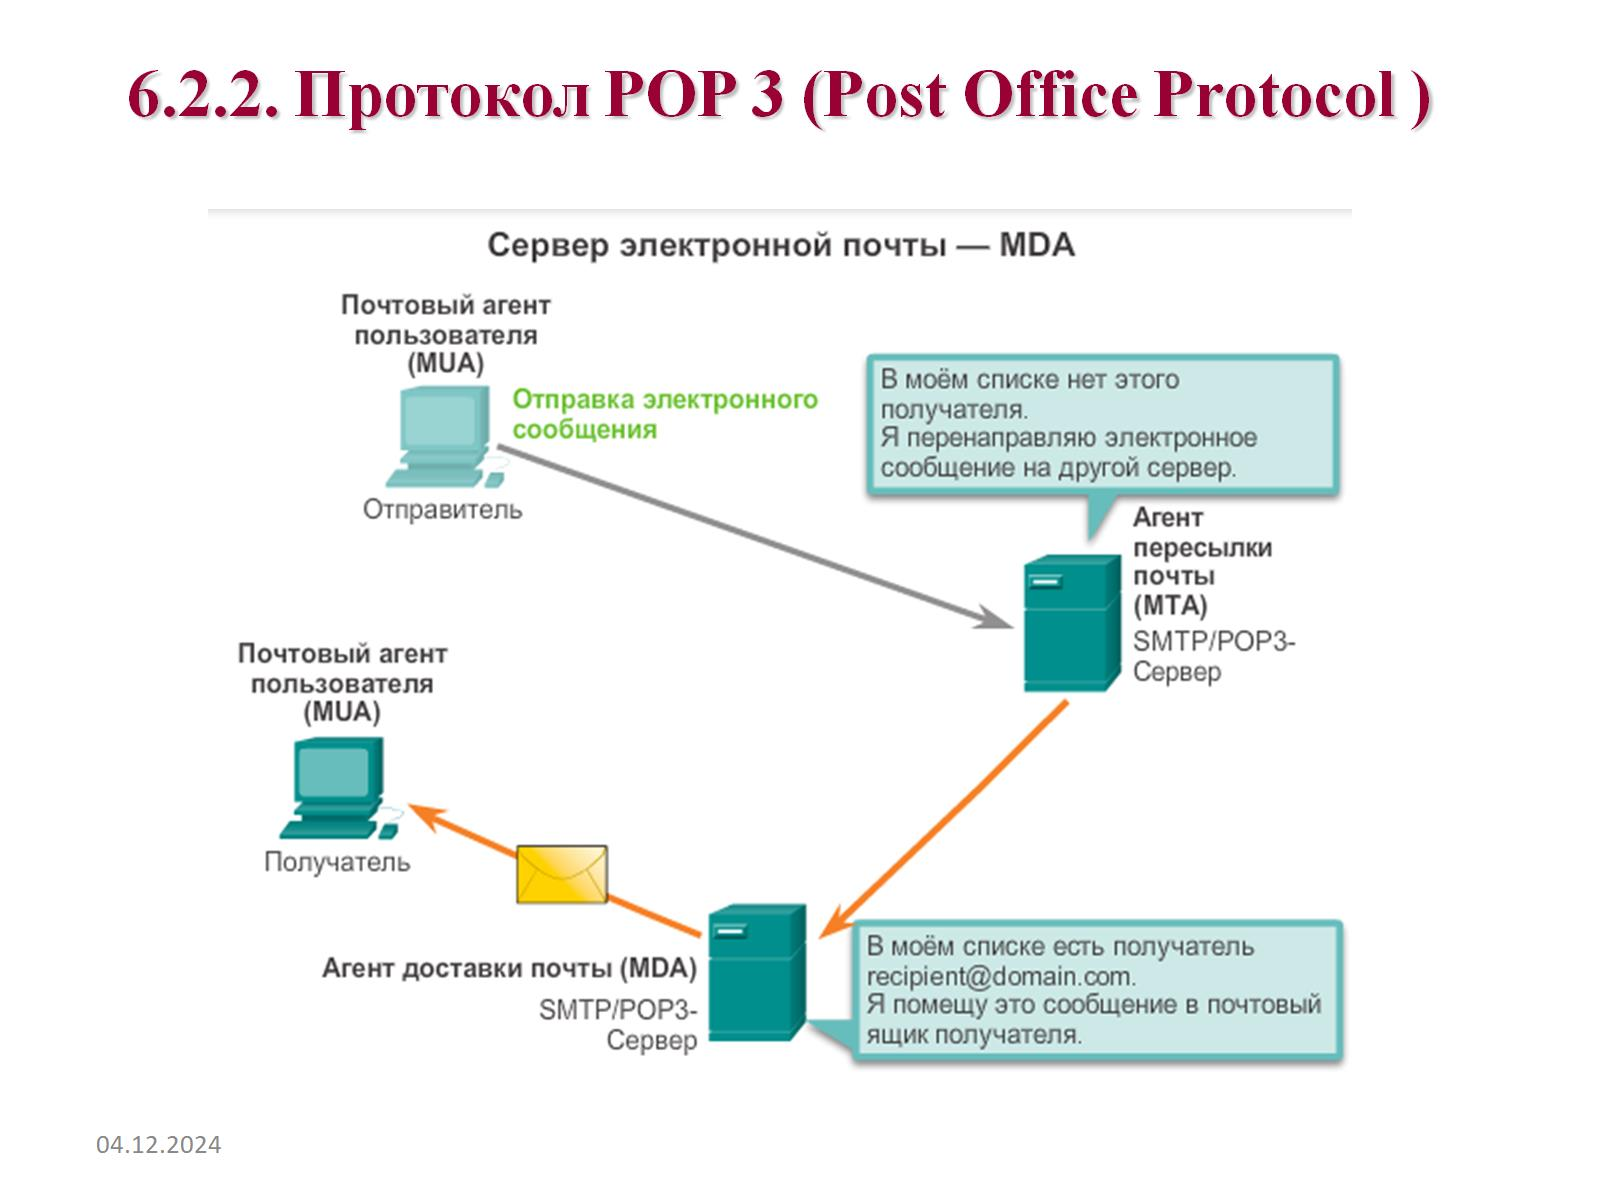 6.2.2. Протокол POP 3 (Post Office Protocol )
Сервер электронной почты — MDA
Почтовый агент
пользователя
(MUA)
Отправка электронного
сообщения
Отправитель
В моём списке нет этого
получателя.
Я перенаправляю электронное
сообщение на другой сервер.
Агент
пересылки
почты
(MTA)
SMTP/POP3-
Сервер
Почтовый агент
пользователя
(MUA)
Получатель
Агент доставки почты (MDA)
SMTP/POP3-
Сервер
В моём списке есть получатель
recipient@domain.com.
Я помещу это сообщение в почтовый
ящик получателя.
04.12.2024